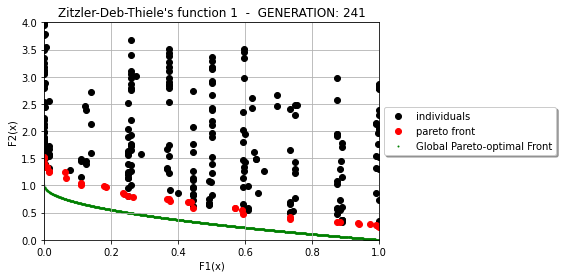 Zitzler-Deb-Thiele's function 1 - GENERATION: 241
4.0
3.5
3.0
2.5
2.0
1.5
1.0
0.5
0.0
F2(x)
0.0 0.2 0.4 0.6 0.8 1.0
F1(x)
individuals
pareto front
Global Pareto-optimal Front